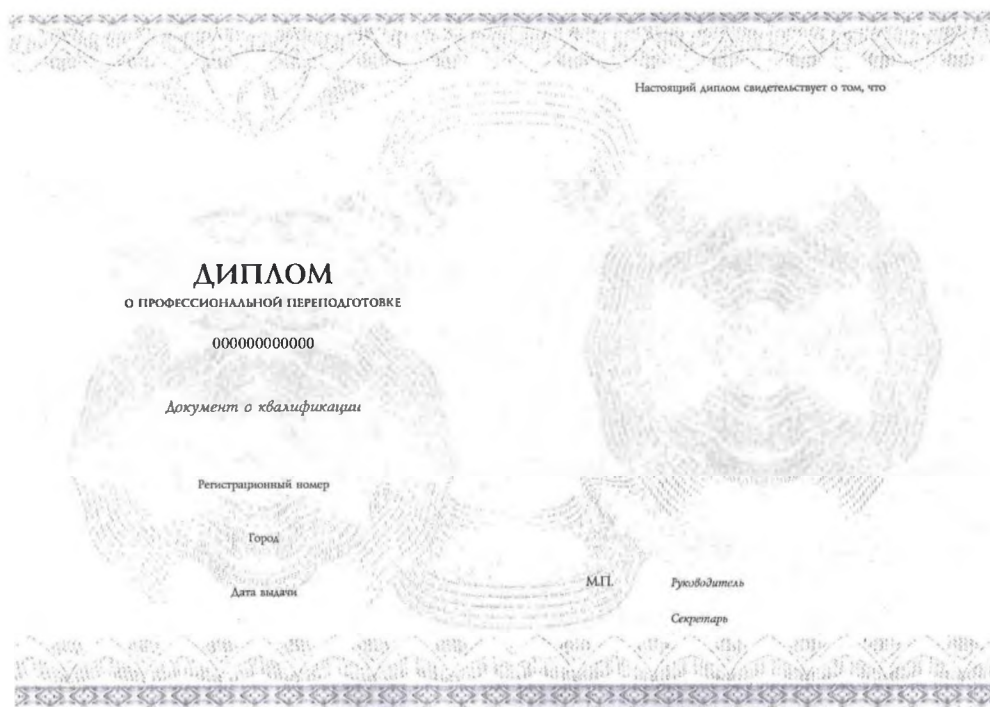 ДИПЛОМ
О ПРОФЕССИОНАЛЬНОЙ ПЕРЕПОДГОТОВКЕ
000000000000
Документ о квалификации
Регистрационный номер
Город
Дата выдачи
Настоящий диплом свидетельствует о том, что
М.П.
Руководитель
Секретарь